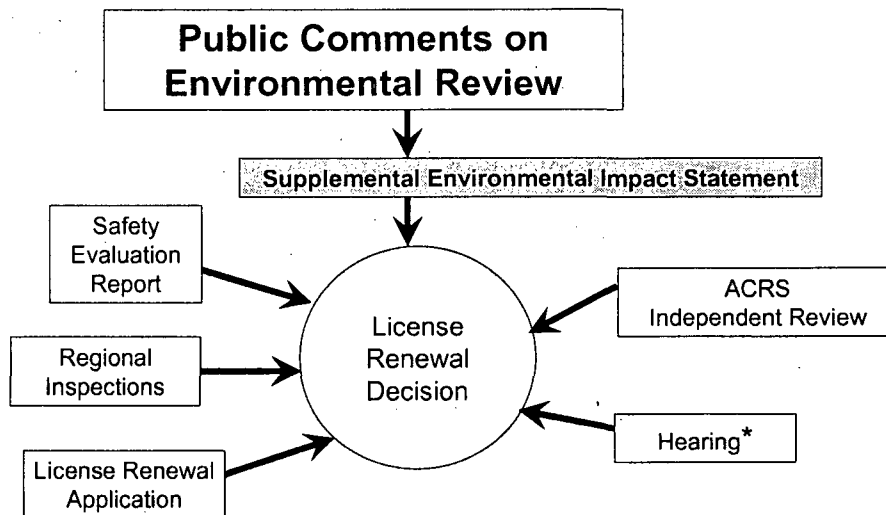 Public Comments on
Environmental Review
Supplemental Environmental Impact Statement
Safety
Evaluation
Report
ACRS
Independent Review
License
Renewal
Decision
Regional
Inspections
Hearing*
License Renewal
Application